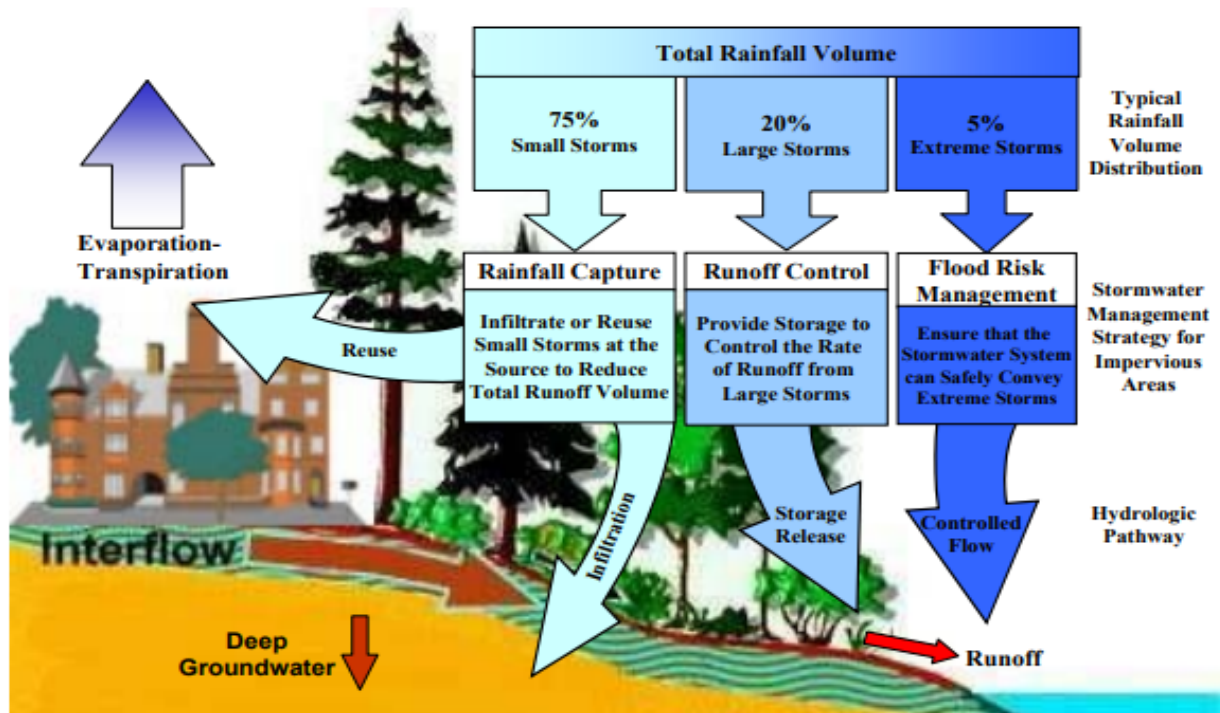 Total Rainfall Volume
75%
Small Storms
20%
Large Storms
5%
Extreme Storms
Typical
Rainfall
Volume
Distribution
Evaporation-
Transpiration
Rainfall Capture
Infiltrate or Reuse
Small Storms at the
Source to Reduce
Total Runoff Volume
Runoff Control
Provide Storage to
Control the Rate
of Runoff from
Large Storms
Flood Risk
Management
Ensure that the
Stormwater System
can Safely Convey
Extreme Storms
Stormwater
Management
Strategy for
Impervious
Areas
Reuse
Infiltration
Storage
Release
Controlled
Flow
Hydrologic
Pathway
Interflow
Deep
Groundwater
Runoff